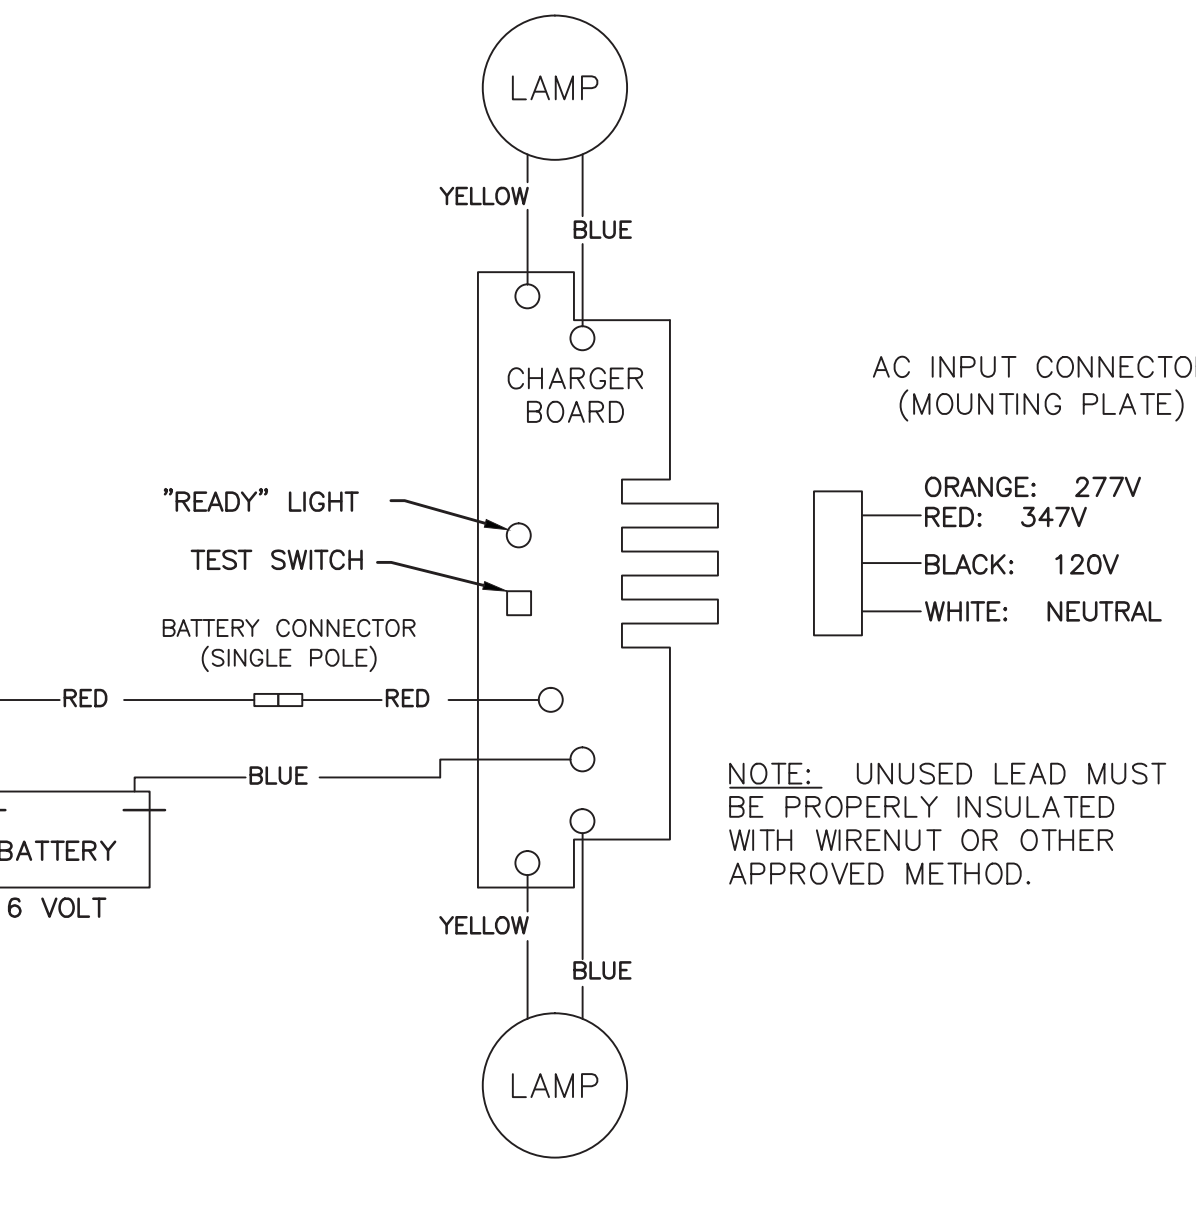 LAMP
YELLOW
BLUE
CHARGER
BOARD
AC INPUT CONNECTO
(MOUNTING PLATE)
"READY" LIGHT
TEST SWITCH
ORANGE: 277V
RED: 347V
BLACK: 120V
WHITE: NEUTRAL
BATTERY CONNECTOR
(SINGLE POLE)
RED
RED
BLUE
BATTERY
6 VOLT
NOTE: UNUSED LEAD MUST
BE PROPERLY INSULATED
WITH WIRENUT OR OTHER
APPROVED METHOD.
YELLOW
BLUE
LAMP